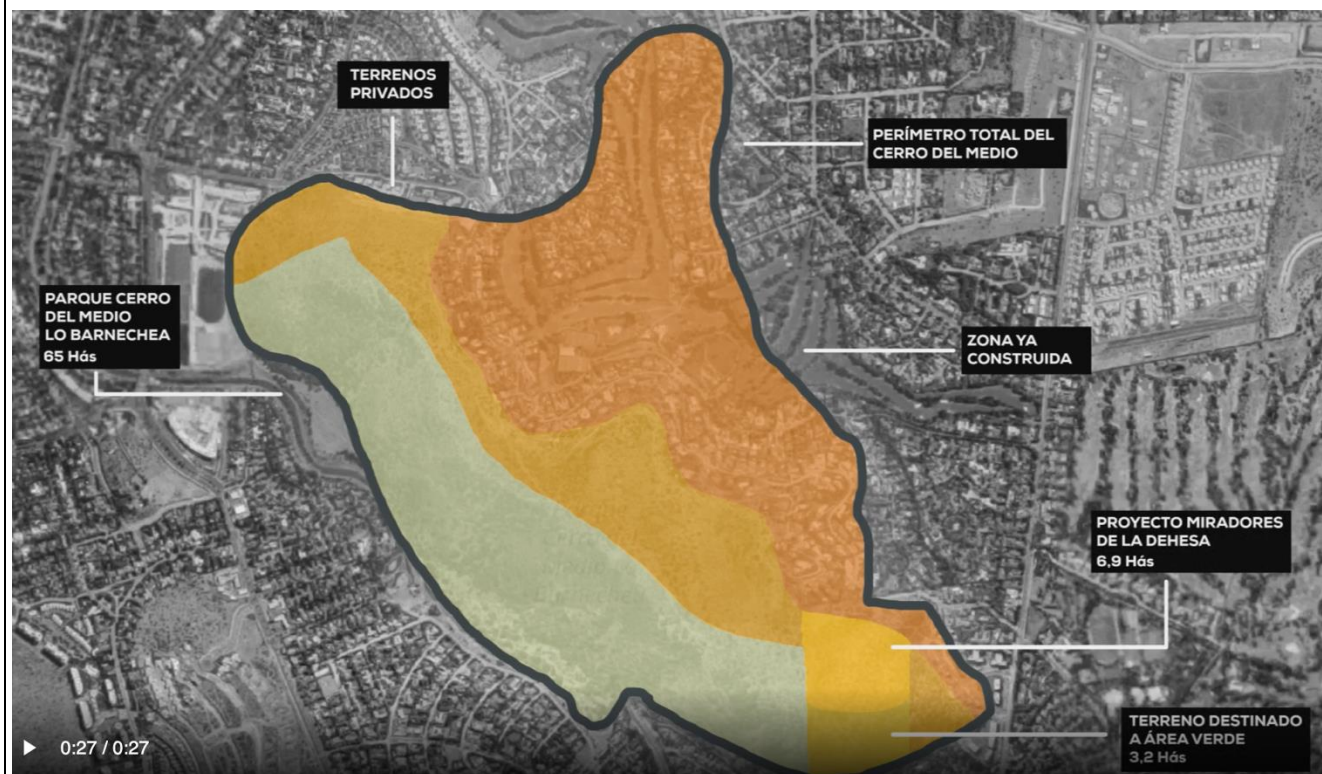 TERRENOS
PRIVADOS
PERÍMETRO TOTAL DEL
CERRO DEL MEDIO
PARQUE CERRO
DEL MEDIO
LO BARNECHEA
65 Hás
ZONA YA
CONSTRUIDA
PROYECTO MIRADORES
DE LA DEHESA
6,9 Hás
TERRENO DESTINADO
A ÁREA VERDE
3,2 Hás
0:27 / 0:27